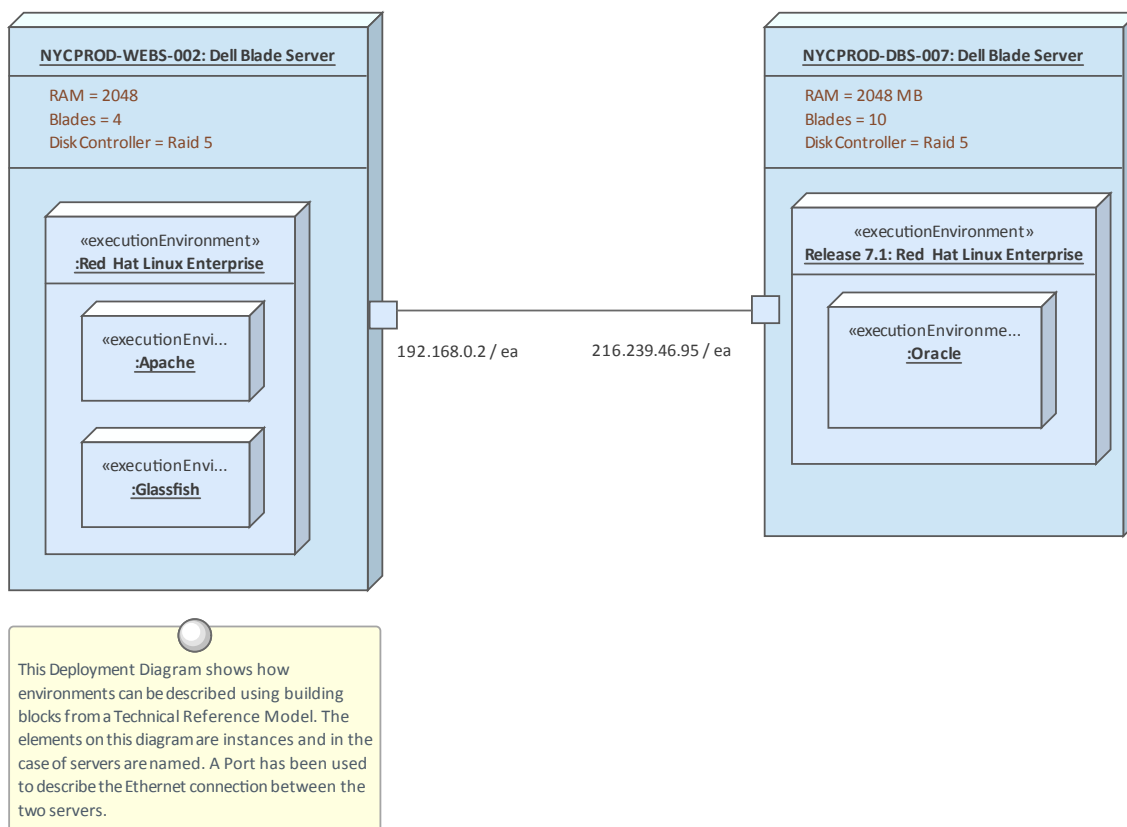 NYCPROD-WEBS-002: Dell Blade Server
RAM = 2048
Blades = 4
DiskController = Raid 5
«executionEnvironment»
:Red Hat Linux Enterprise
«executionEnvi...
:Apache
«executionEnvi...
:Glassfish
192.168.0.2 / ea
216.239.46.95 / ea
NYCPROD-DBS-007: Dell Blade Server
RAM = 2048 MB
Blades = 10
DiskController = Raid 5
«executionEnvironment»
Release 7.1: Red Hat Linux Enterprise
«executionEnvironme...
:Oracle
This Deployment Diagram shows how
environments can be described using building
blocks from a Technical Reference Model. The
elements on this diagram are instances and in the
case of servers are named. A Port has been used
to describe the Ethernet connection between the
two servers.